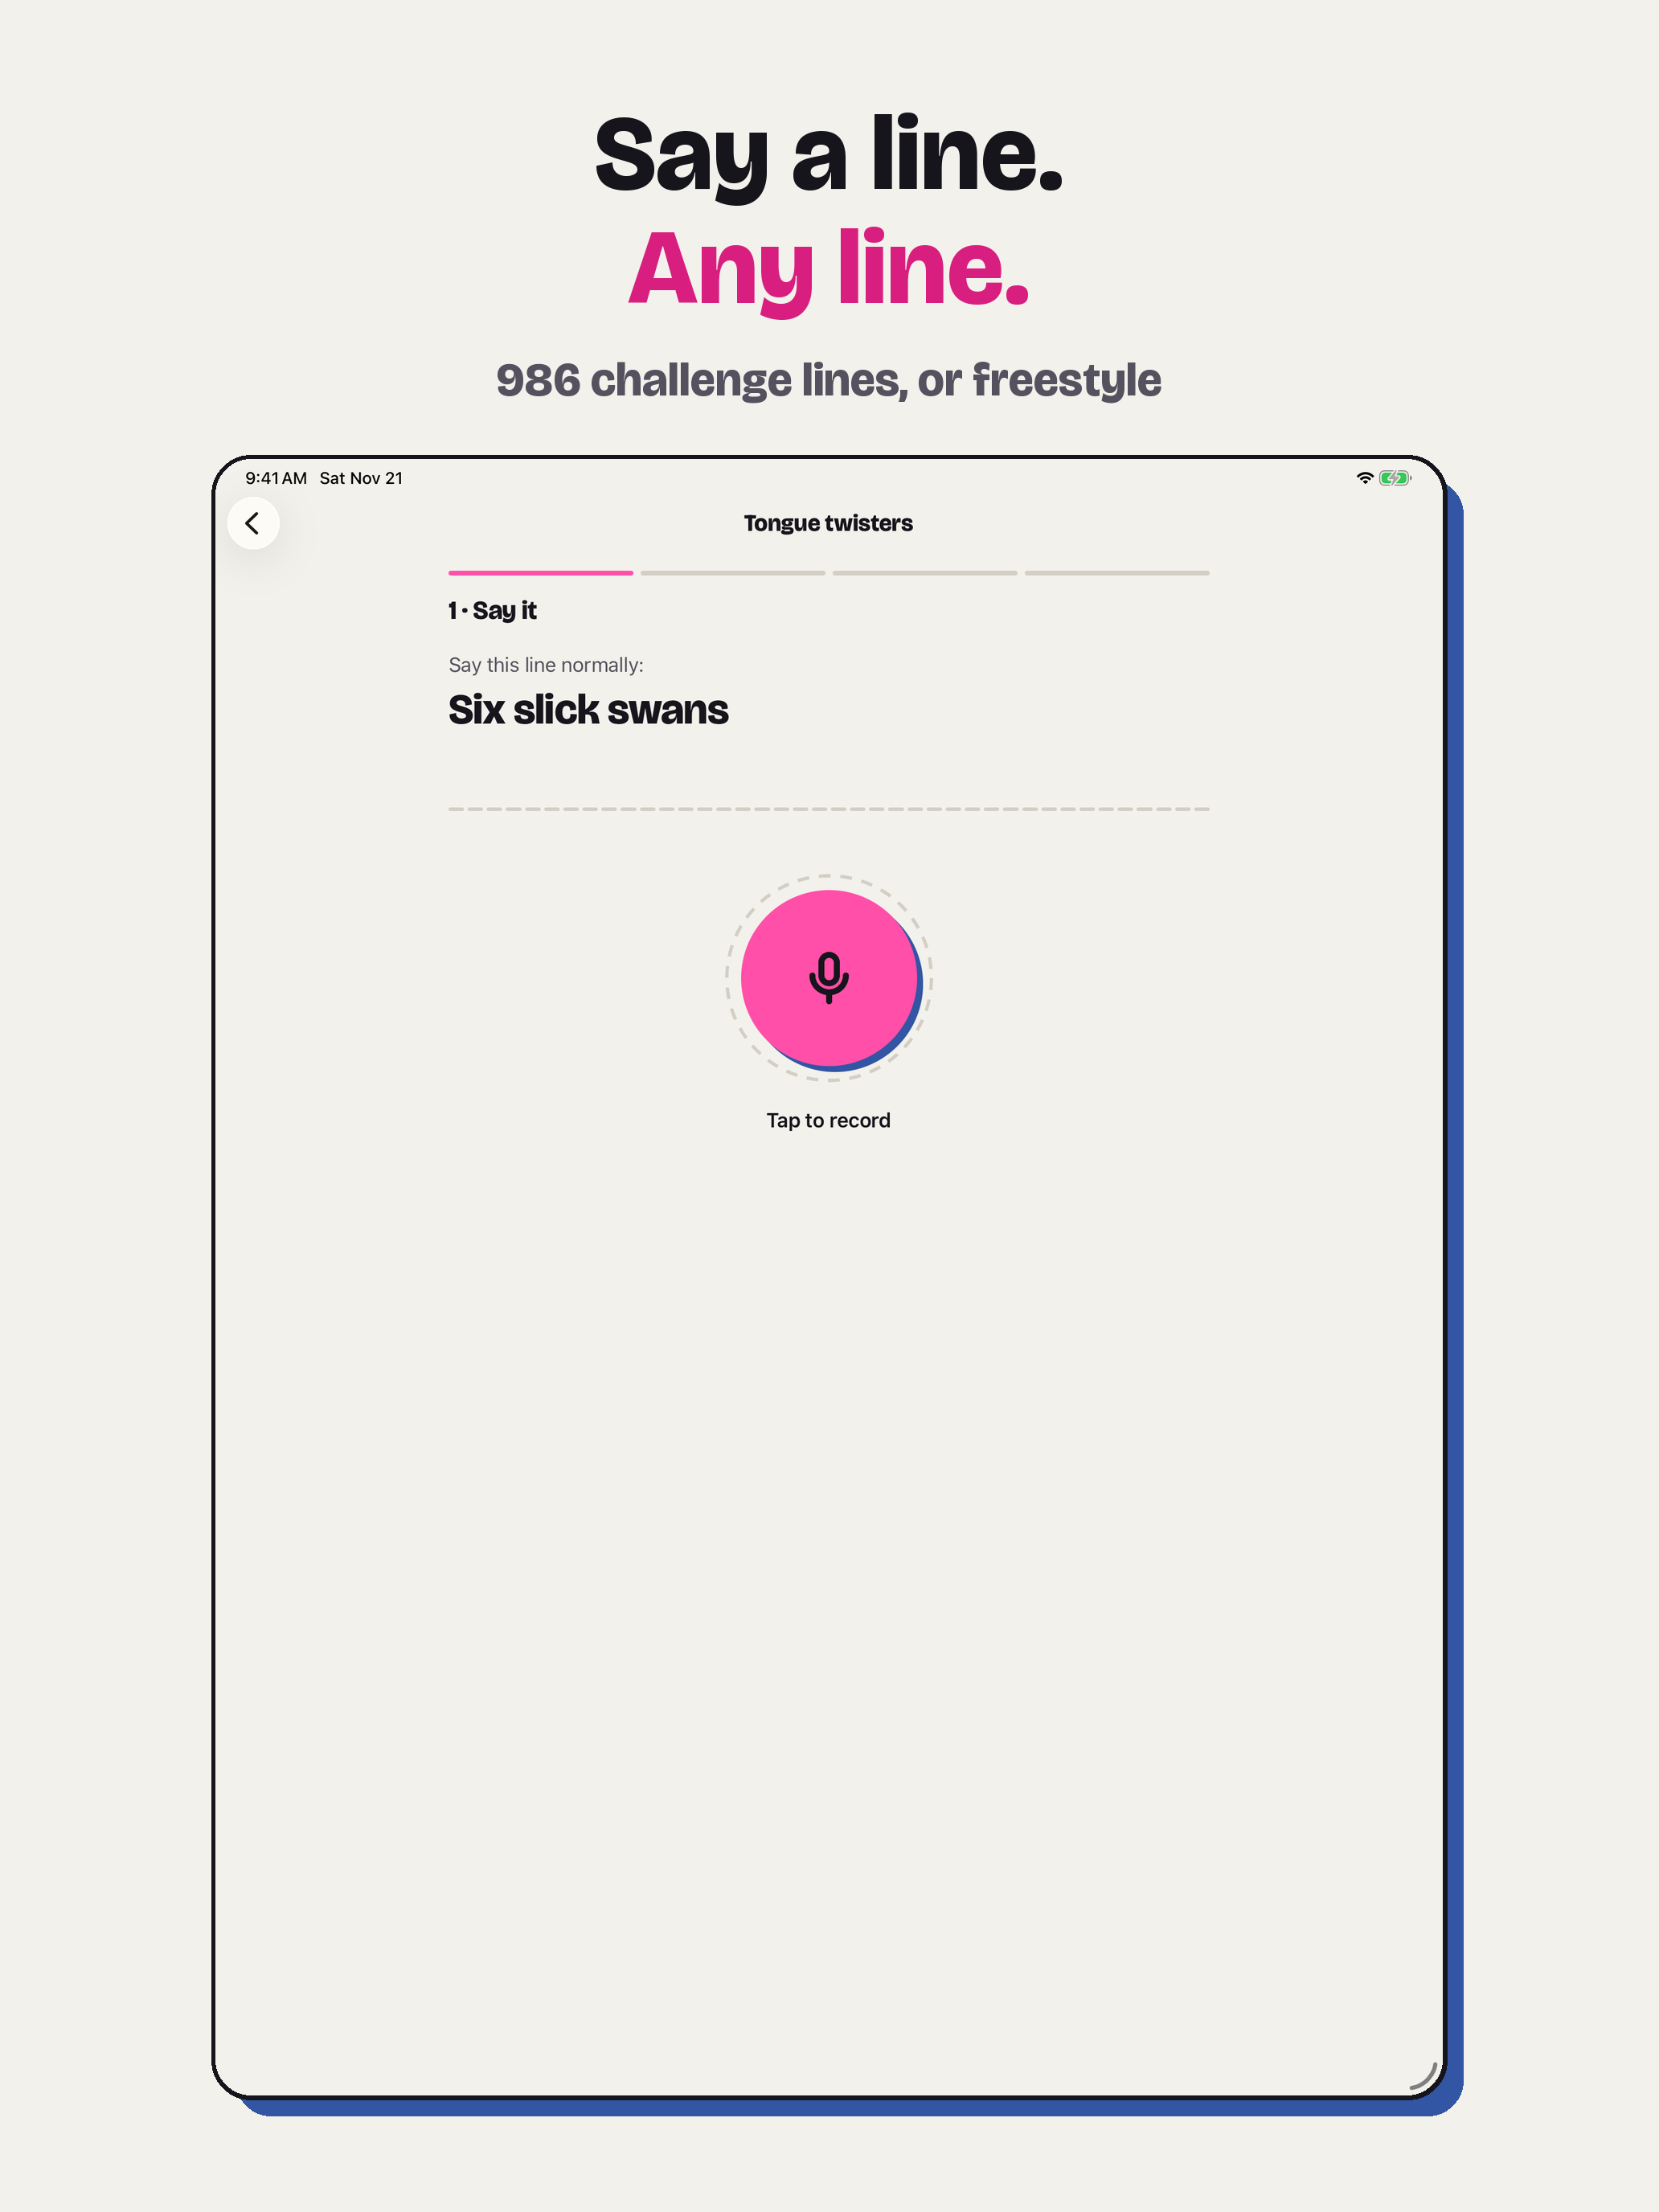 Say a line.
Any line.
986 challenge lines, or freestyle
9:41 AM Sat Nov 21
Tongue twisters
1 · Say it
Say this line normally:
Six slick swans
Tap to record